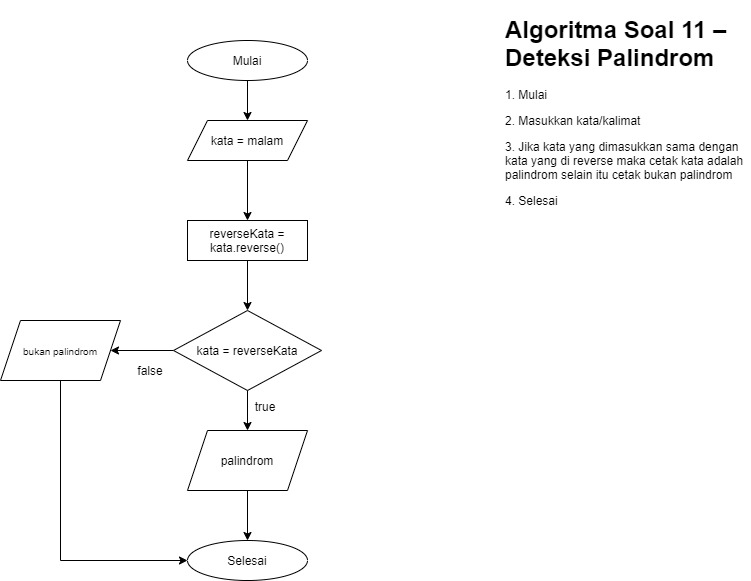 Algoritma Soal 11 –
Deteksi Palindrom
1. Mulai
2. Masukkan kata/kalimat
3. Jika kata yang dimasukkan sama dengan
kata yang di reverse maka cetak kata adalah
palindrom selain itu cetak bukan palindrom
4. Selesai
Mulai
kata = malam
reverseKata =
kata.reverse()
kata = reverseKata
bukan palindrom
false
true
palindrom
Selesai